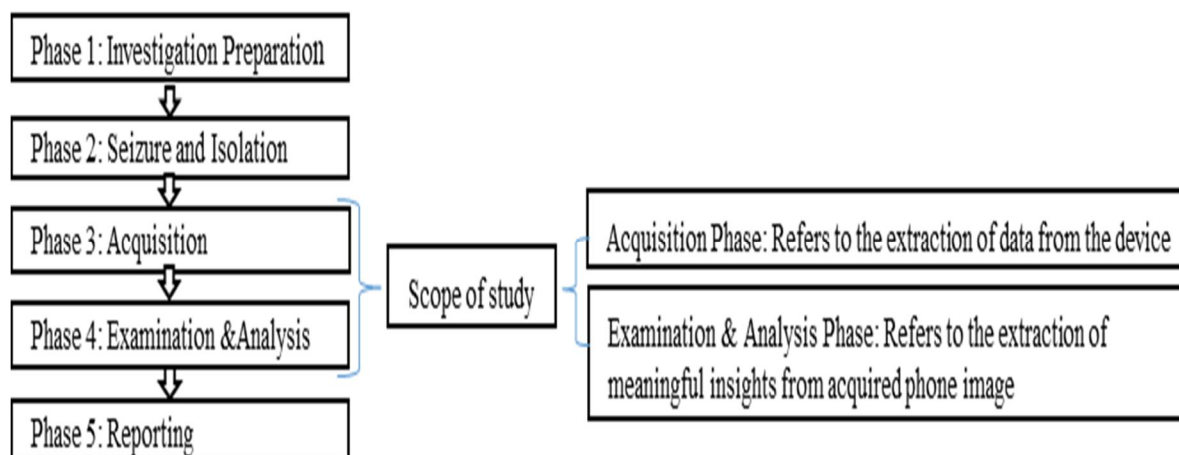 Phase 1: Investigation Preparation
Phase 2: Seizure and Isolation
Phase 3: Acquisition
Phase 4: Examination &Analysis
Phase 5: Reporting
Scope of study
Acquisition Phase: Refers to the extraction of data from the device
Examination & Analysis Phase: Refers to the extraction of
meaningful insights from acquired phone image